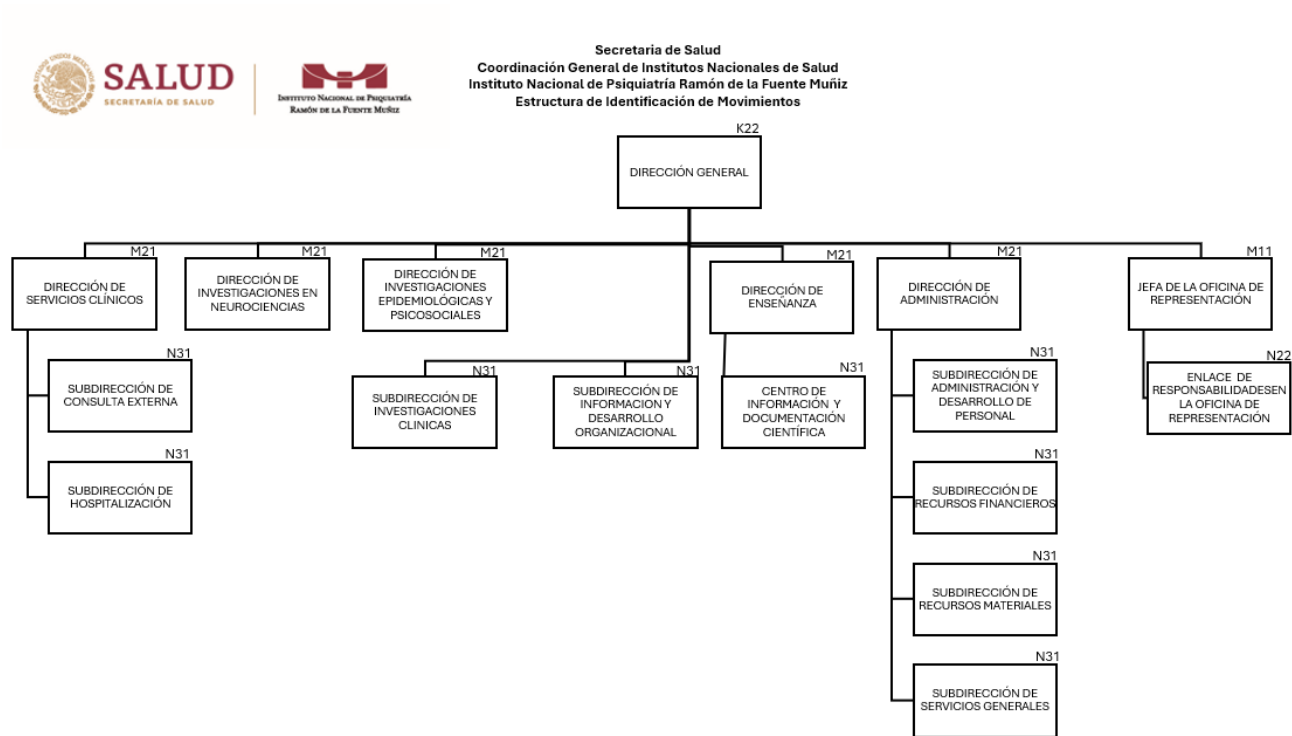 Secretaria de Salud
Coordinación General de Institutos Nacionales de Salud
Instituto Nacional de Psiquiatría Ramón de la Fuente Muñiz
Estructura de Identificación de Movimientos
ESTADOS UNIDOS MEXICANOS
SALUD
SECRETARÍA DE SALUD
INSTITUTO NACIONAL DE PSIQUIATRÍA
RAMÓN DE LA FUENTE MUÑIZ
K22
DIRECCIÓN GENERAL
M21
DIRECCIÓN DE
SERVICIOS CLÍNICOS
M21
DIRECCIÓN DE
INVESTIGACIONES EN
NEUROCIENCIAS
M21
DIRECCIÓN DE
INVESTIGACIONES
EPIDEMIOLÓGICAS Y
PSICOSOCIALES
M21
DIRECCIÓN DE
ENSEÑANZA
M21
DIRECCIÓN DE
ADMINISTRACIÓN
M11
JEFA DE LA OFICINA DE
REPRESENTACIÓN
N31
SUBDIRECCIÓN DE
CONSULTA EXTERNA
N31
SUBDIRECCIÓN DE
HOSPITALIZACIÓN
N31
SUBDIRECCIÓN DE
INVESTIGACIONES
CLINICAS
N31
SUBDIRECCIÓN DE
INFORMACION Y
DESARROLLO
ORGANIZACIONAL
N31
CENTRO DE
INFORMACIÓN Y
DOCUMENTACIÓN
CIENTÍFICA
N31
SUBDIRECCIÓN DE
ADMINISTRACIÓN Y
DESARROLLO DE
PERSONAL
N31
SUBDIRECCIÓN DE
RECURSOS FINANCIEROS
N31
SUBDIRECCIÓN DE
RECURSOS MATERIALES
N31
SUBDIRECCIÓN DE
SERVICIOS GENERALES
N22
ENLACE DE
RESPONSABILIDADESEN
LA OFICINA DE
REPRESENTACIÓN